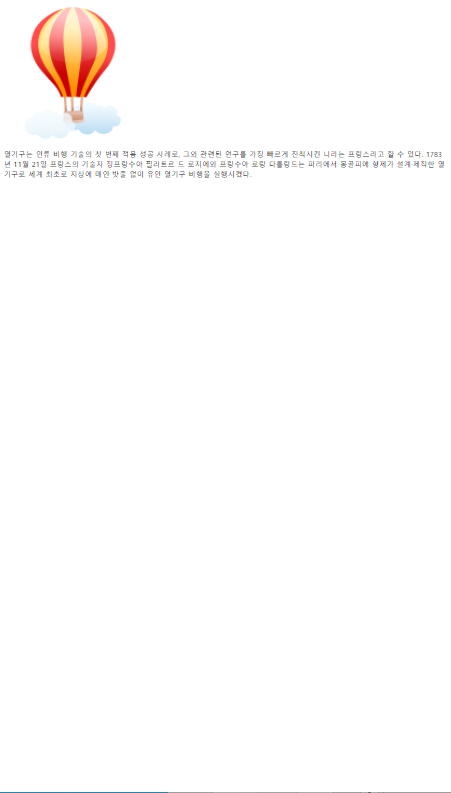 열기구는 인류 비행 기술의 첫 번째 적용 성공 사례로, 그와 관련된 연구를 가장 빠르게 진척시킨 나라는 프랑스라고 할 수 있다. 1783
년 11월 21일 프랑스의 기술자 장프랑수아 필라트르 드 로지에와 프랑수아 로랑 다를랑드는 파리에서 몽골피에 형제가 설계·제작한 열
기구로 세계 최초로 지상에 매인 밧줄 없이 유인 열기구 비행을 실행시켰다.